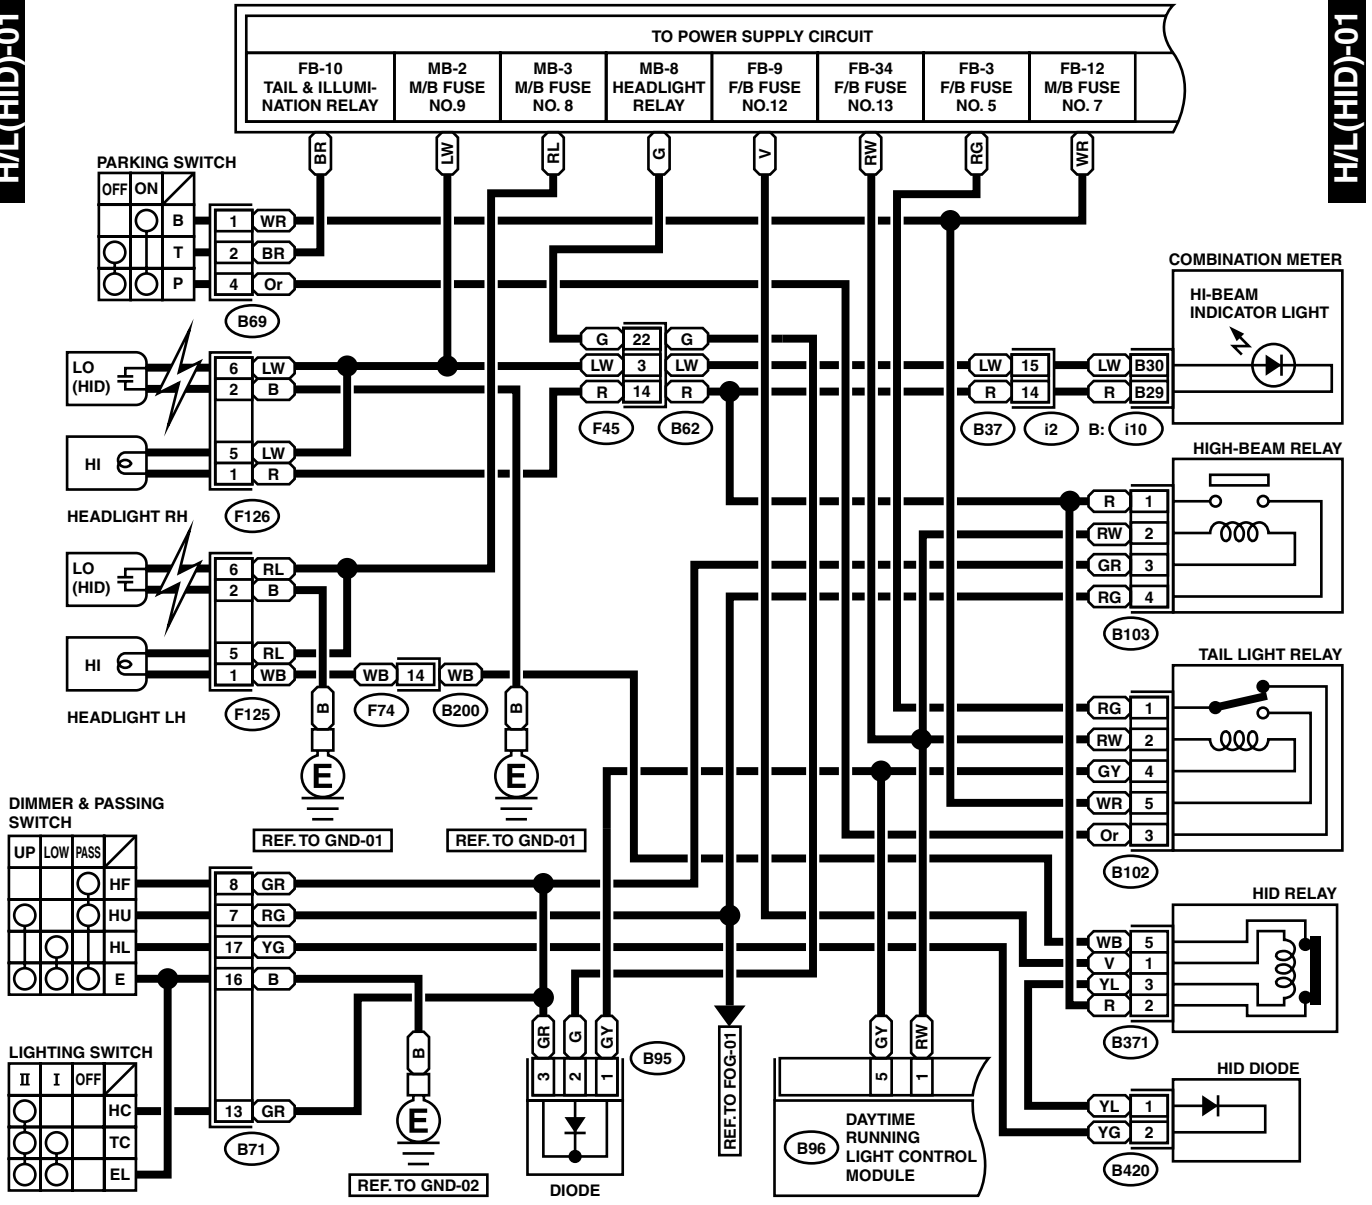 H/L(HID)-01
H/L(HID)-01
TO POWER SUPPLY CIRCUIT
FB-10
TAIL & ILLUMI-
NATION RELAY
MB-2
M/B FUSE
NO.9
MB-3
M/B FUSE
NO. 8
MB-8
HEADLIGHT
RELAY
FB-9
F/B FUSE
NO.12
FB-34
F/B FUSE
NO.13
FB-3
F/B FUSE
NO. 5
FB-12
M/B FUSE
NO. 7
BR
LW
RL
G
V
RW
RG
WR
PARKING SWITCH
OFF ON
B 1 WR
T 2 BR
P 4 Or
B69
COMBINATION METER
HI-BEAM
INDICATOR LIGHT
G 22 G
LW 3 LW
R 14 R
F45 B62
LW 15 LW B30
R 14 R B29
B37 i2 B: i10
LO
(HID)
6 LW
2 B
HI
5 LW
1 R
HEADLIGHT RH
F126
HIGH-BEAM RELAY
R 1
RW 2
GR 3
RG 4
B103
LO
(HID)
6 RL
2 B
HI
5 RL
1 WB
HEADLIGHT LH
F125
WB 14 WB
F74 B200
B
B
E
E
REF. TO GND-01
REF. TO GND-01
TAIL LIGHT RELAY
RG 1
RW 2
GY 4
WR 5
Or 3
B102
DIMMER & PASSING
SWITCH
UP LOW PASS
HF 8 GR
HU 7 RG
HL 17 YG
E 16 B
HID RELAY
WB 5
V 1
YL 3
R 2
B371
LIGHTING SWITCH
II I OFF
HC 13 GR
TC
EL
B71
B
E
REF. TO GND-02
GR
G
GY
3
2
1
B95
DIODE
REF. TO FOG-01
GY
RW
5
1
B96
DAYTIME
RUNNING
LIGHT CONTROL
MODULE
HID DIODE
YL 1
YG 2
B420